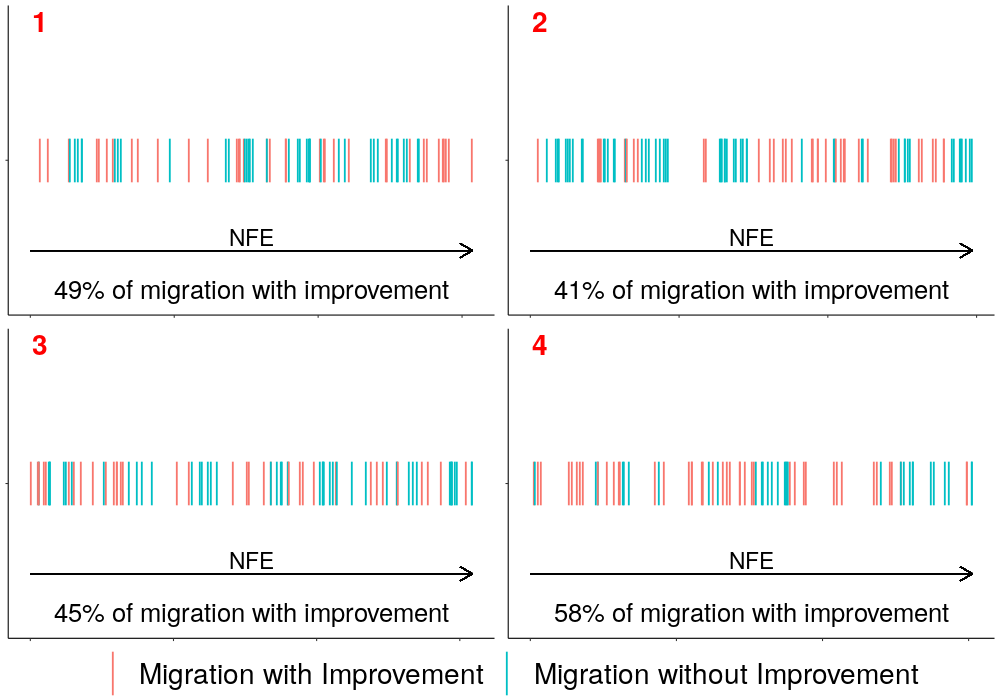 1
NFE
49% of migration with improvement
2
NFE
41% of migration with improvement
3
NFE
45% of migration with improvement
4
NFE
58% of migration with improvement
Migration with Improvement
Migration without Improvement